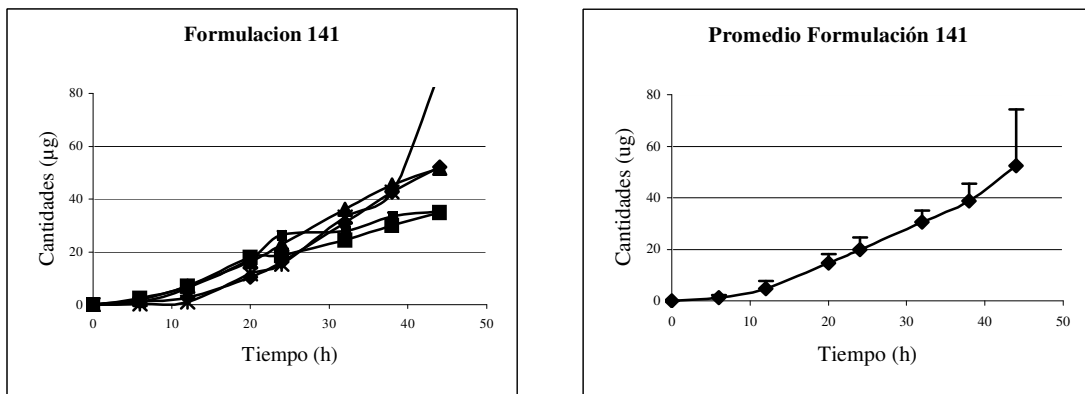 Formulacion 141
80
60
40
20
0
0 10 20 30 40 50
Cantidades (µg)
Tiempo (h)
Promedio Formulación 141
80
60
40
20
0
0 10 20 30 40 50
Cantidades (ug)
Tiempo (h)